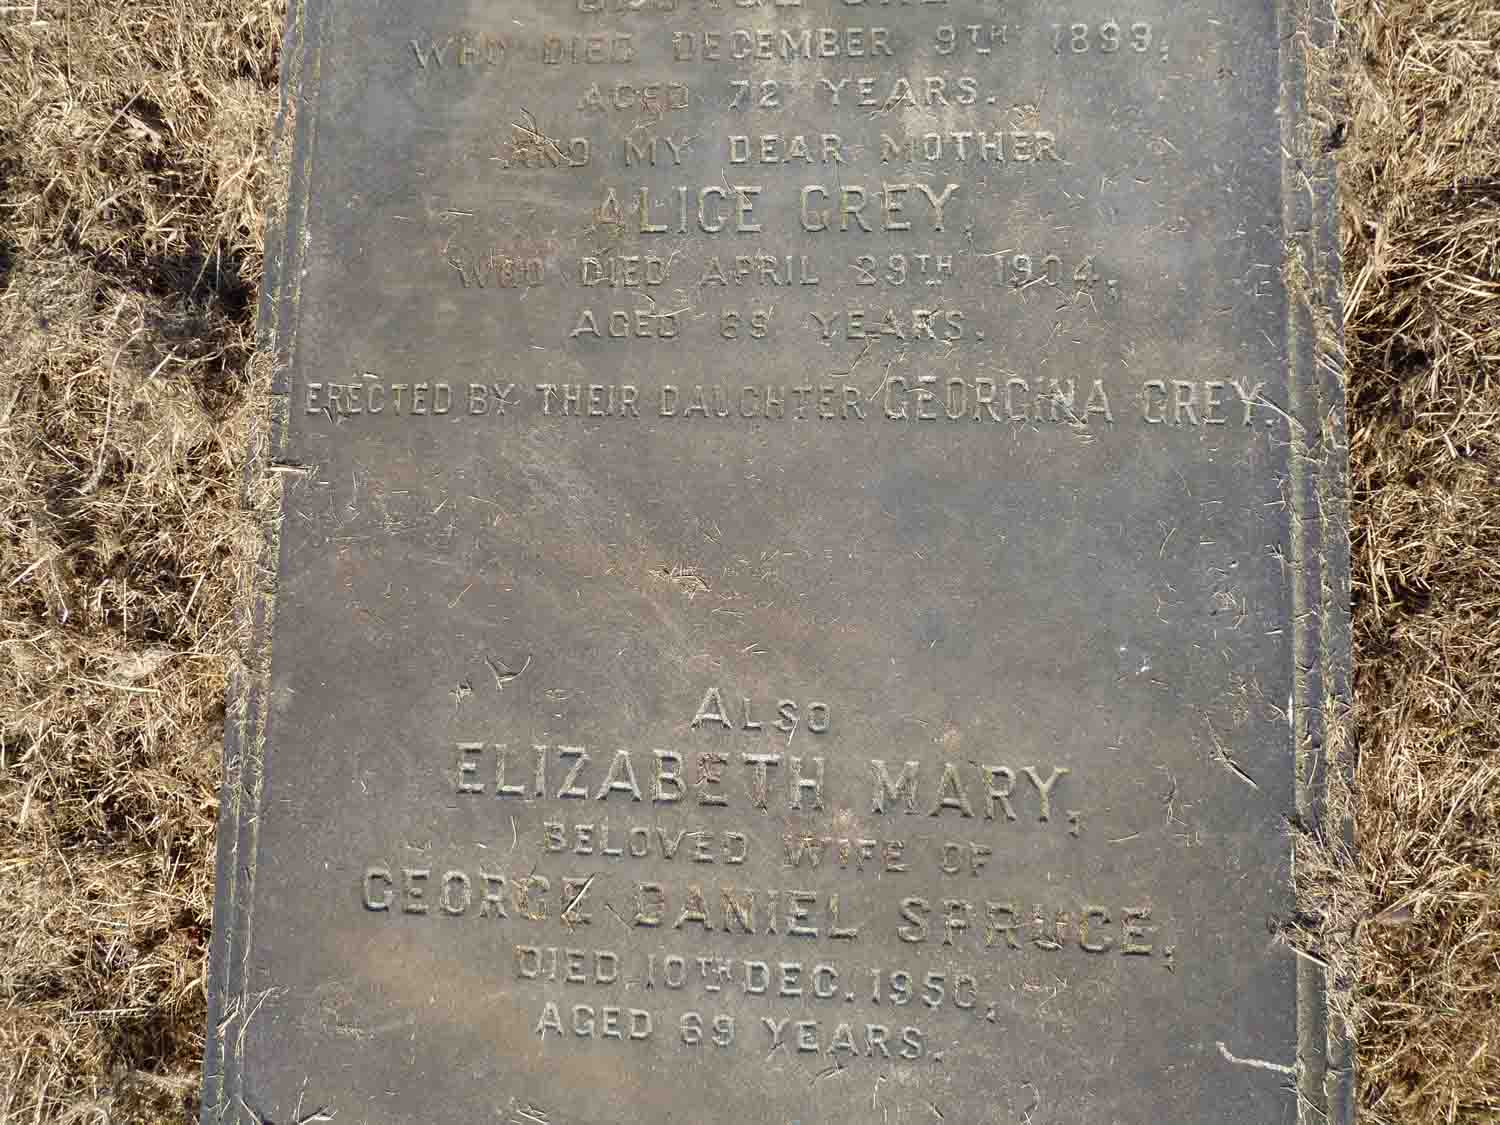 GEORGE GREY
WHO DIED DECEMBER 9TH 1899,
AGED 72 YEARS.
AND MY DEAR MOTHER
ALICE GREY,
WHO DIED APRIL 29TH 1904,
AGED 69 YEARS.
ERECTED BY THEIR DAUGHTER GEORGINA GREY.
ALSO
ELIZABETH MARY,
BELOVED WIFE OF
GEORGE DANIEL SPRUCE,
DIED 10TH DEC. 1950,
AGED 69 YEARS.